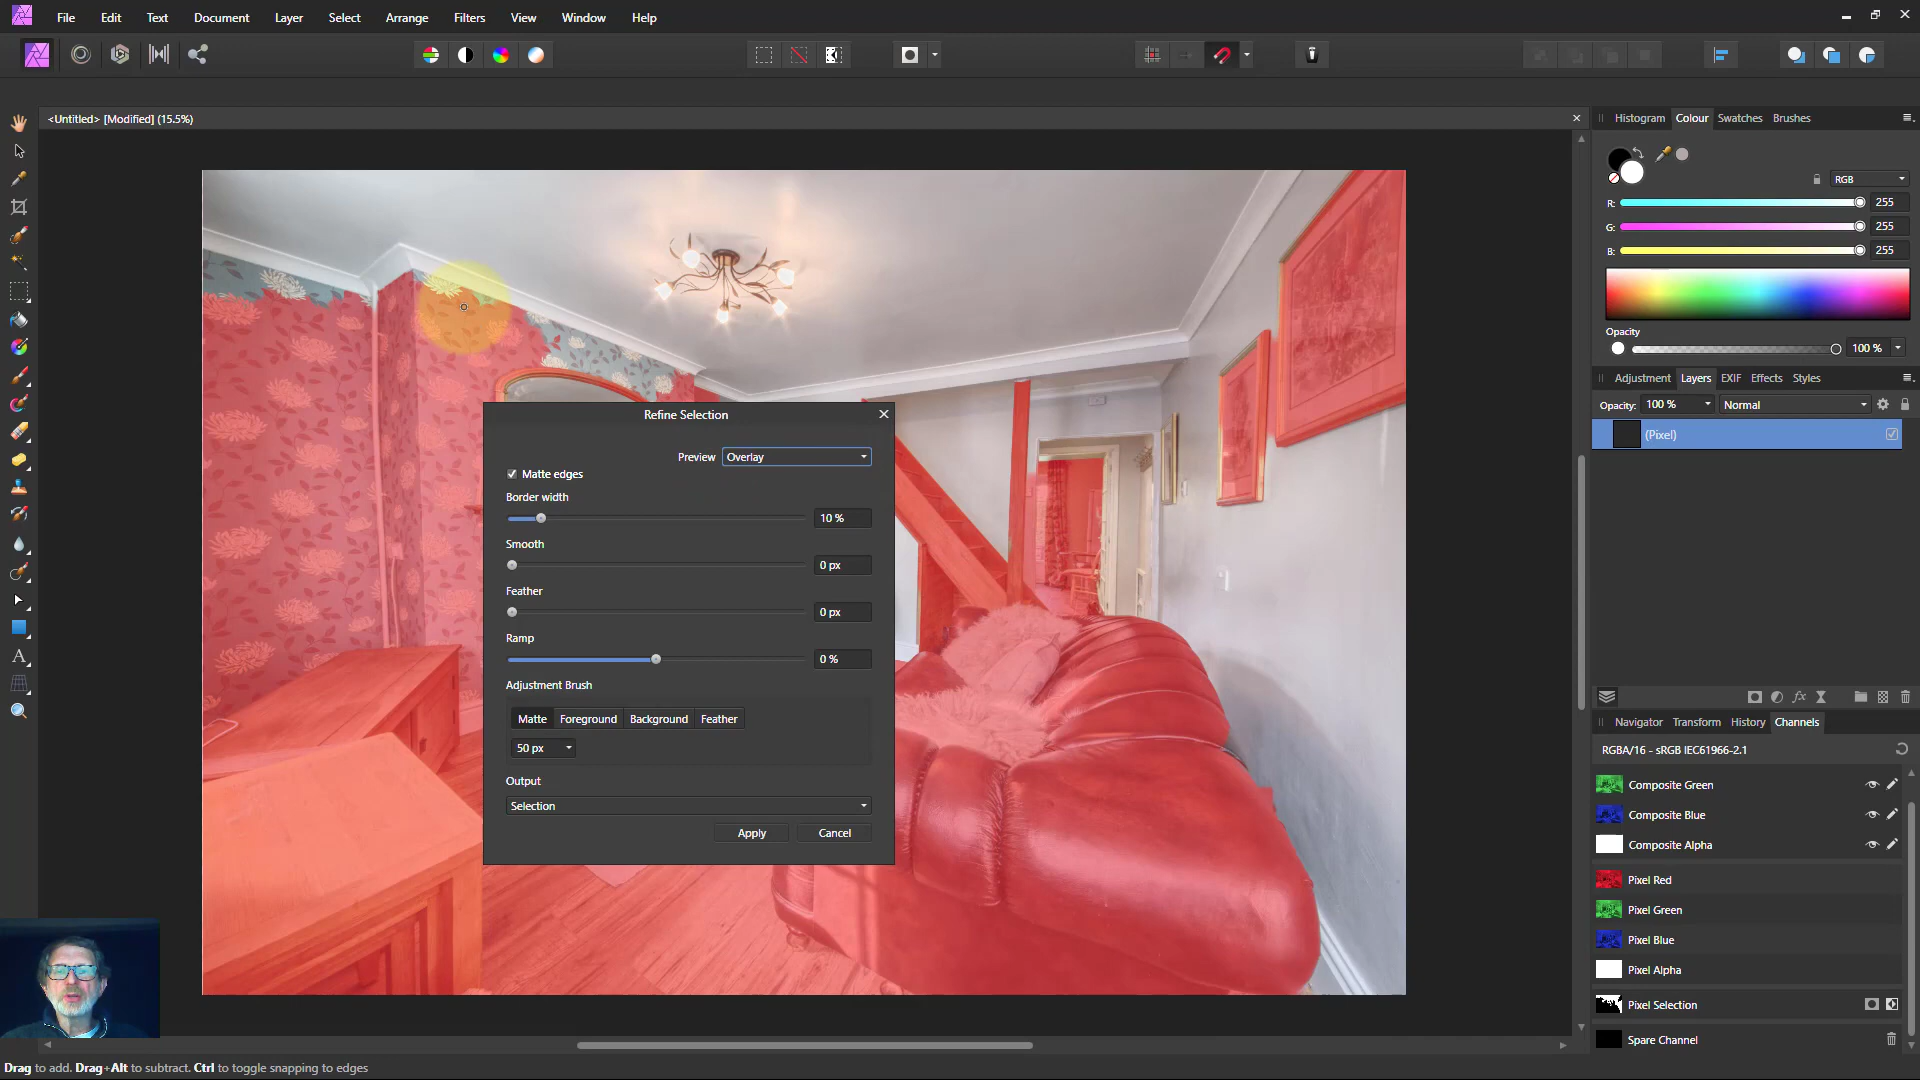 File Edit Text Document Layer Select Arrange Filters View Window Help
<Untitled> [Modified] (15.5%)
Histogram Colour Swatches Brushes
RGB
R: 255
G: 255
B: 255
Opacity
100 %
Adjustment Layers EXIF Effects Styles
Opacity: 100 % Normal
(Pixel)
Refine Selection
Preview Overlay
Matte edges
Border width
10 %
Smooth
0 px
Feather
0 px
Ramp
0 %
Adjustment Brush
Matte Foreground Background Feather
50 px
Output
Selection
Apply Cancel
Navigator Transform History Channels
RGBA/16 - sRGB IEC61966-2.1
Composite Green
Composite Blue
Composite Alpha
Pixel Red
Pixel Green
Pixel Blue
Pixel Alpha
Pixel Selection
Spare Channel
Drag to add. Drag+Alt to subtract. Ctrl to toggle snapping to edges